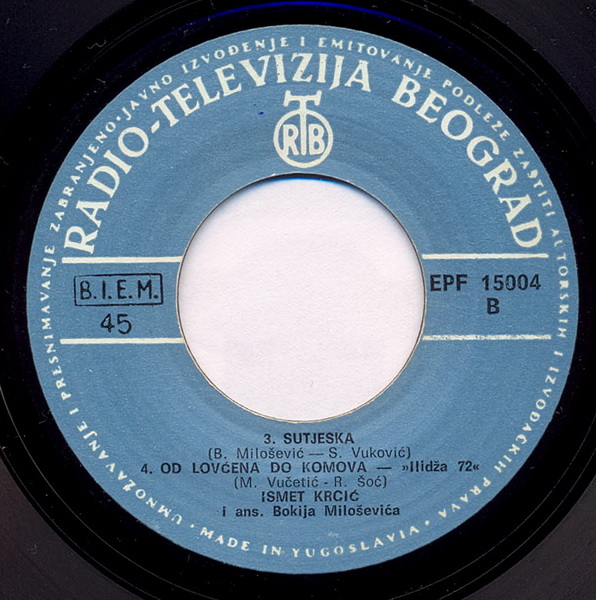 UMNOŽAVANJE I PRESNIMAVANJE ZABRANJENO · JAVNO IZVOĐENJE I EMITOVANJE PODLEŽE ZAŠTITI AUTORSKIH I IZVOĐAČKIH PRAVA ·
RADIO-TELEVIZIJA BEOGRAD
RTB
B.I.E.M.
45
EPF 15004
B
3. SUTJESKA
(B. Milošević — S. Vuković)
4. OD LOVĆENA DO KOMOVA — »Ilidža 72«
(M. Vučetić - R. Šoć)
ISMET KRCIĆ
i ans. Bokija Miloševića
· MADE IN YUGOSLAVIA ·